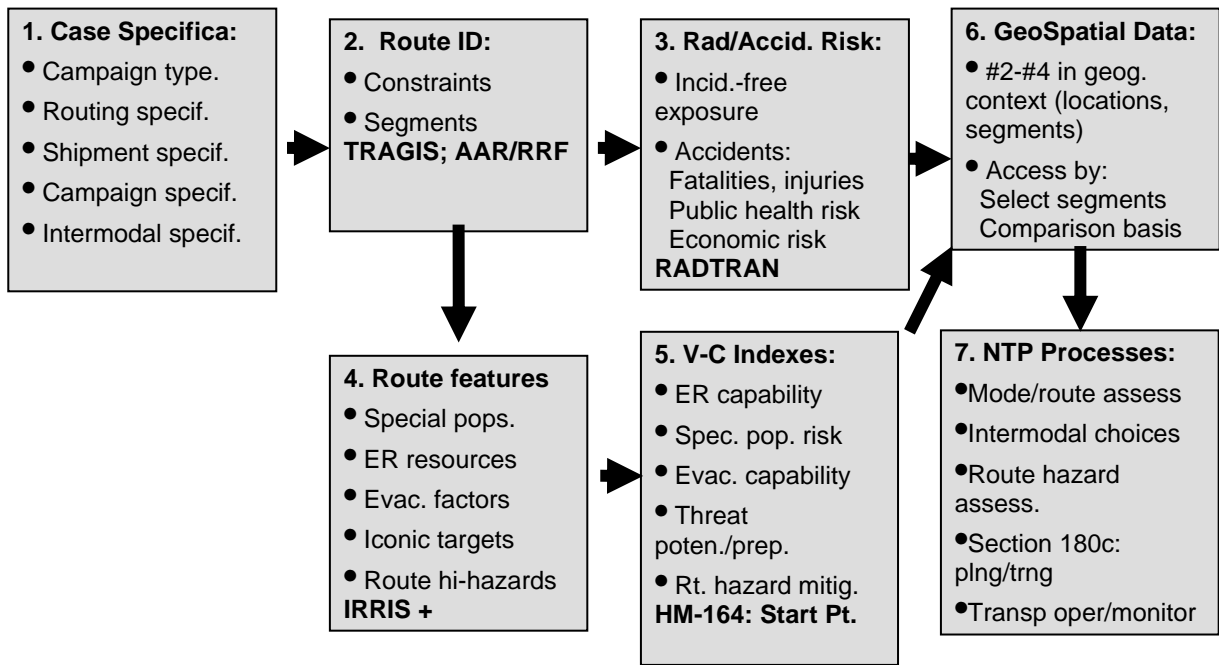 1. Case Specifica:
• Campaign type.
• Routing specif.
• Shipment specif.
• Campaign specif.
• Intermodal specif.
2. Route ID:
• Constraints
• Segments
TRAGIS; AAR/RRF
3. Rad/Accid. Risk:
• Incid.-free
exposure
• Accidents:
Fatalities, injuries
Public health risk
Economic risk
RADTRAN
4. Route features
• Special pops.
• ER resources
• Evac. factors
• Iconic targets
• Route hi-hazards
IRRIS +
5. V-C Indexes:
• ER capability
• Spec. pop. risk
• Evac. capability
• Threat
poten./prep.
• Rt. hazard mitig.
HM-164: Start Pt.
6. GeoSpatial Data:
• #2-#4 in geog.
context (locations,
segments)
• Access by:
Select segments
Comparison basis
7. NTP Processes:
•Mode/route assess
•Intermodal choices
•Route hazard
assess.
•Section 180c:
plng/trng
•Transp oper/monitor